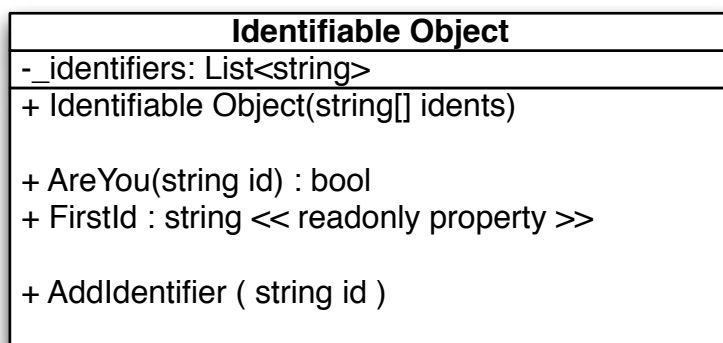 Identifiable Object
-_identifiers: List<string>
+ Identifiable Object(string[] idents)
+ AreYou(string id) : bool
+ FirstId : string << readonly property >>
+ AddIdentifier ( string id )